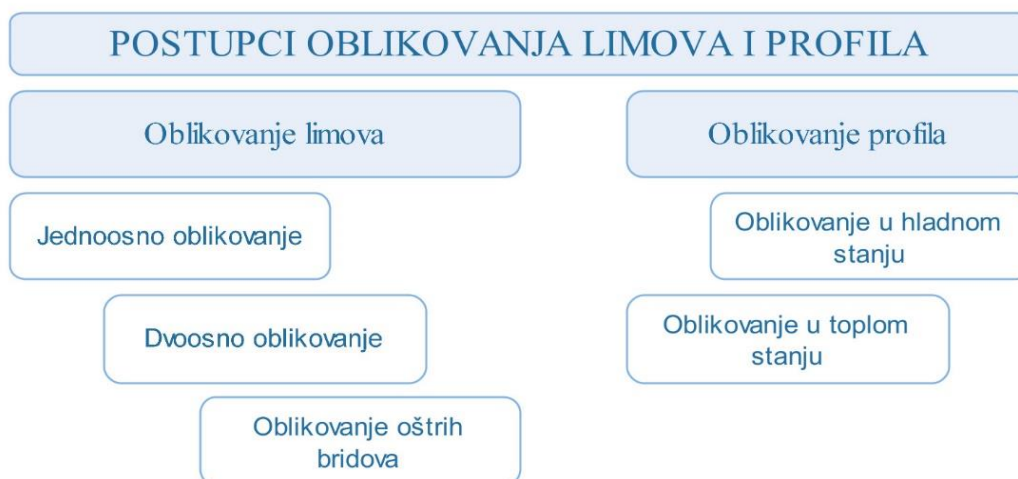 POSTUPCI OBLIKOVANJA LIMOVA I PROFILA
Oblikovanje limova
Jednoosno oblikovanje
Dvoosno oblikovanje
Oblikovanje oštrih
bridova
Oblikovanje profila
Oblikovanje u hladnom
stanju
Oblikovanje u toplom
stanju